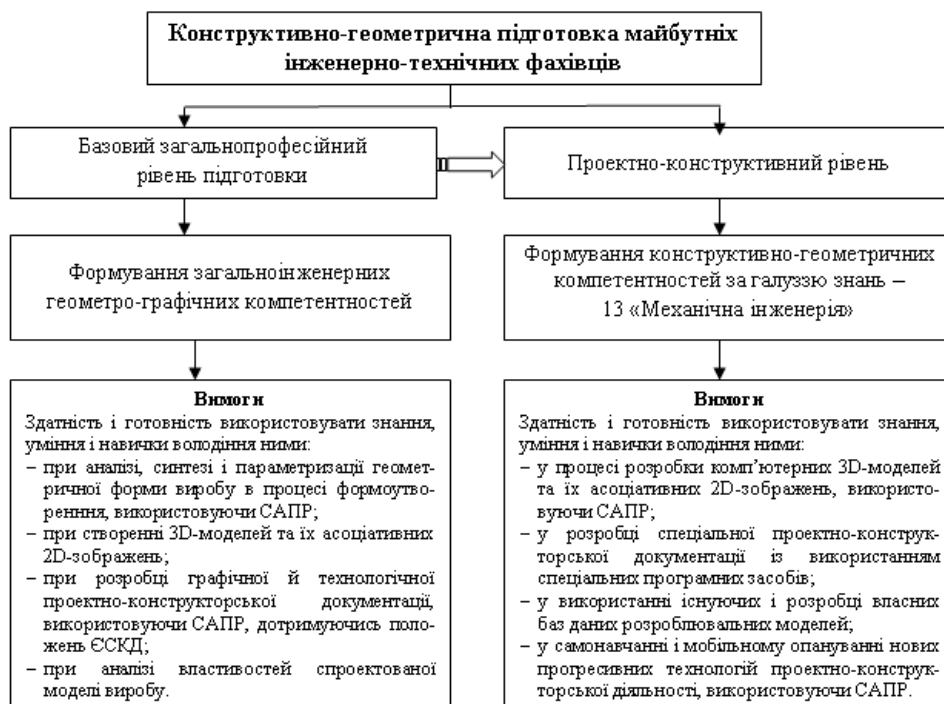 Конструктивно-геометрична підготовка майбутніх
інженерно-технічних фахівців
Базовий загальнопрофесійний
рівень підготовки
Проектно-конструктивний рівень
Формування загальноінженерних
геометро-графічних компетентностей
Формування конструктивно-геометричних
компетентностей за галуззю знань –
13 «Механічна інженерія»
Вимоги
Здатність і готовність використовувати знання,
уміння і навички володіння ними:
– при аналізі, синтезі і параметризації геомет-
ричної форми виробу в процесі формоутво-
ренння, використовуючи САПР;
– при створенні 3D-моделей та їх асоціативних
2D-зображень;
– при розробці графічної й технологічної
проектно-конструкторської документації,
використовуючи САПР, дотримуючись поло-
жень ЄСКД;
– при аналізі властивостей спроектованої
моделі виробу.
Вимоги
Здатність і готовність використовувати знання,
уміння і навички володіння ними:
– у процесі розробки комп’ютерних 3D-моделей
та їх асоціативних 2D-зображень, використо-
вуючи САПР;
– у розробці спеціальної проектно-конструк-
торської документації із використанням
спеціальних програмних засобів;
– у використанні існуючих і розробці власних
баз даних розроблювальних моделей;
– у самонавчанні і мобільному опануванні нових
прогресивних технологій проектно-конструк-
торської діяльності, використовуючи САПР.